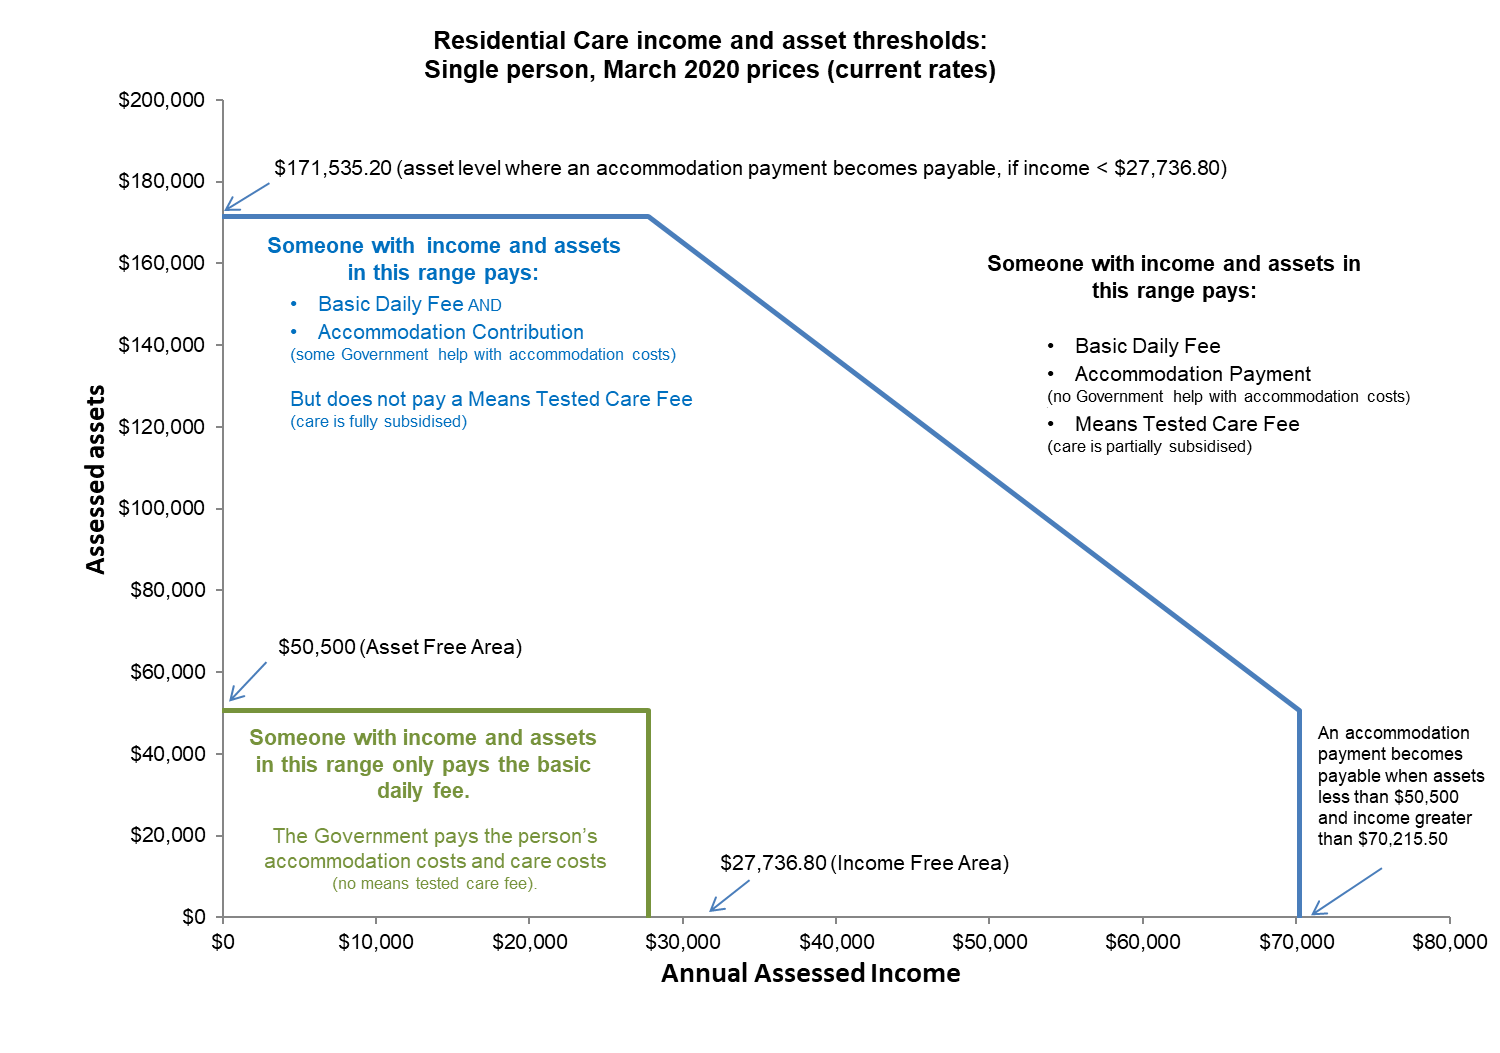 Residential Care income and asset thresholds:
Single person, March 2020 prices (current rates)
$200,000
$180,000
$160,000
$140,000
$120,000
$100,000
$80,000
$60,000
$40,000
$20,000
$0
Assessed assets
$171,535.20 (asset level where an accommodation payment becomes payable, if income < $27,736.80)
Someone with income and assets
in this range pays:
• Basic Daily Fee AND
• Accommodation Contribution
(some Government help with accommodation costs)
But does not pay a Means Tested Care Fee
(care is fully subsidised)
Someone with income and assets in
this range pays:
• Basic Daily Fee
• Accommodation Payment
(no Government help with accommodation costs)
• Means Tested Care Fee
(care is partially subsidised)
$50,500 (Asset Free Area)
Someone with income and assets
in this range only pays the basic
daily fee.
The Government pays the person’s
accommodation costs and care costs
(no means tested care fee).
$27,736.80 (Income Free Area)
An accommodation
payment becomes
payable when assets
less than $50,500
and income greater
than $70,215.50
$0
$10,000
$20,000
$30,000
$40,000
$50,000
$60,000
$70,000
$80,000
Annual Assessed Income